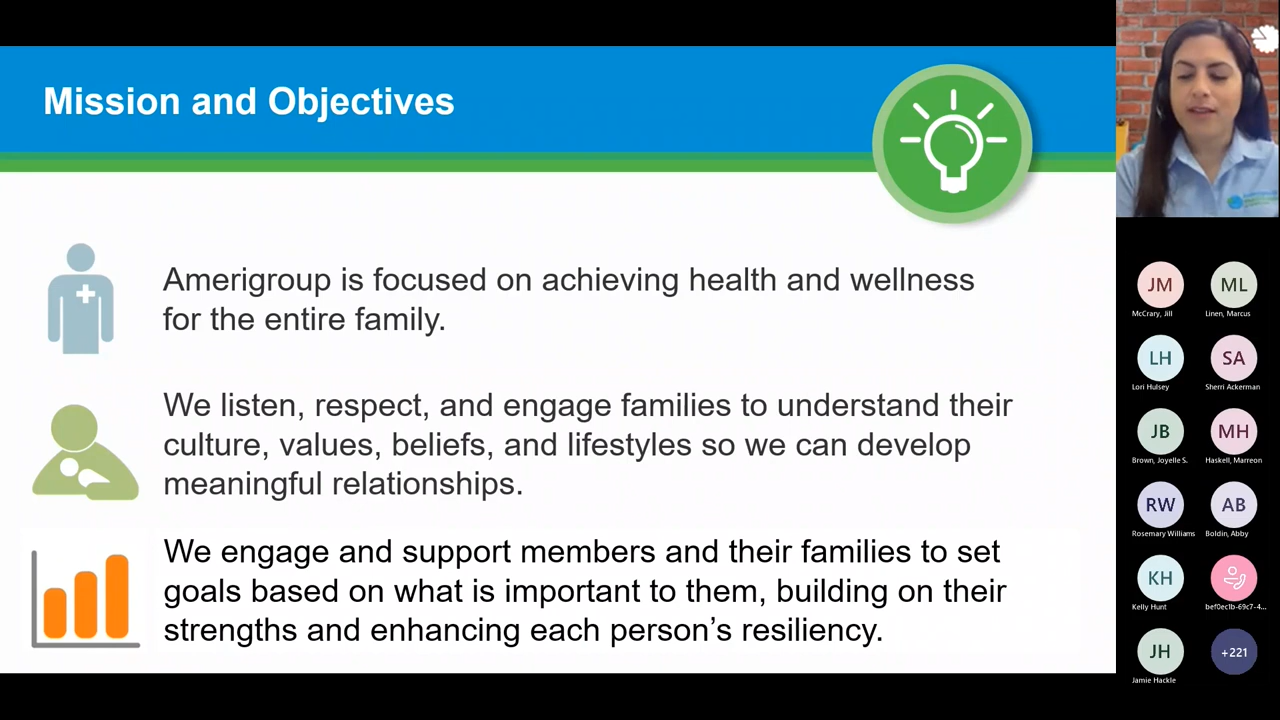 Mission and Objectives
Amerigroup is focused on achieving health and wellness
for the entire family.
We listen, respect, and engage families to understand their
culture, values, beliefs, and lifestyles so we can develop
meaningful relationships.
We engage and support members and their families to set
goals based on what is important to them, building on their
strengths and enhancing each person’s resiliency.
JM
McCrary, Jill
ML
Linen, Marcus
LH
Lori Hulsey
SA
Sherri Ackerman
JB
Brown, Joyelle S.
MH
Haskell, Marreon
RW
Rosemary Williams
AB
Boldin, Abby
KH
Kelly Hunt
bef0ec1b-69c7-4...
JH
Jamie Hackle
+221